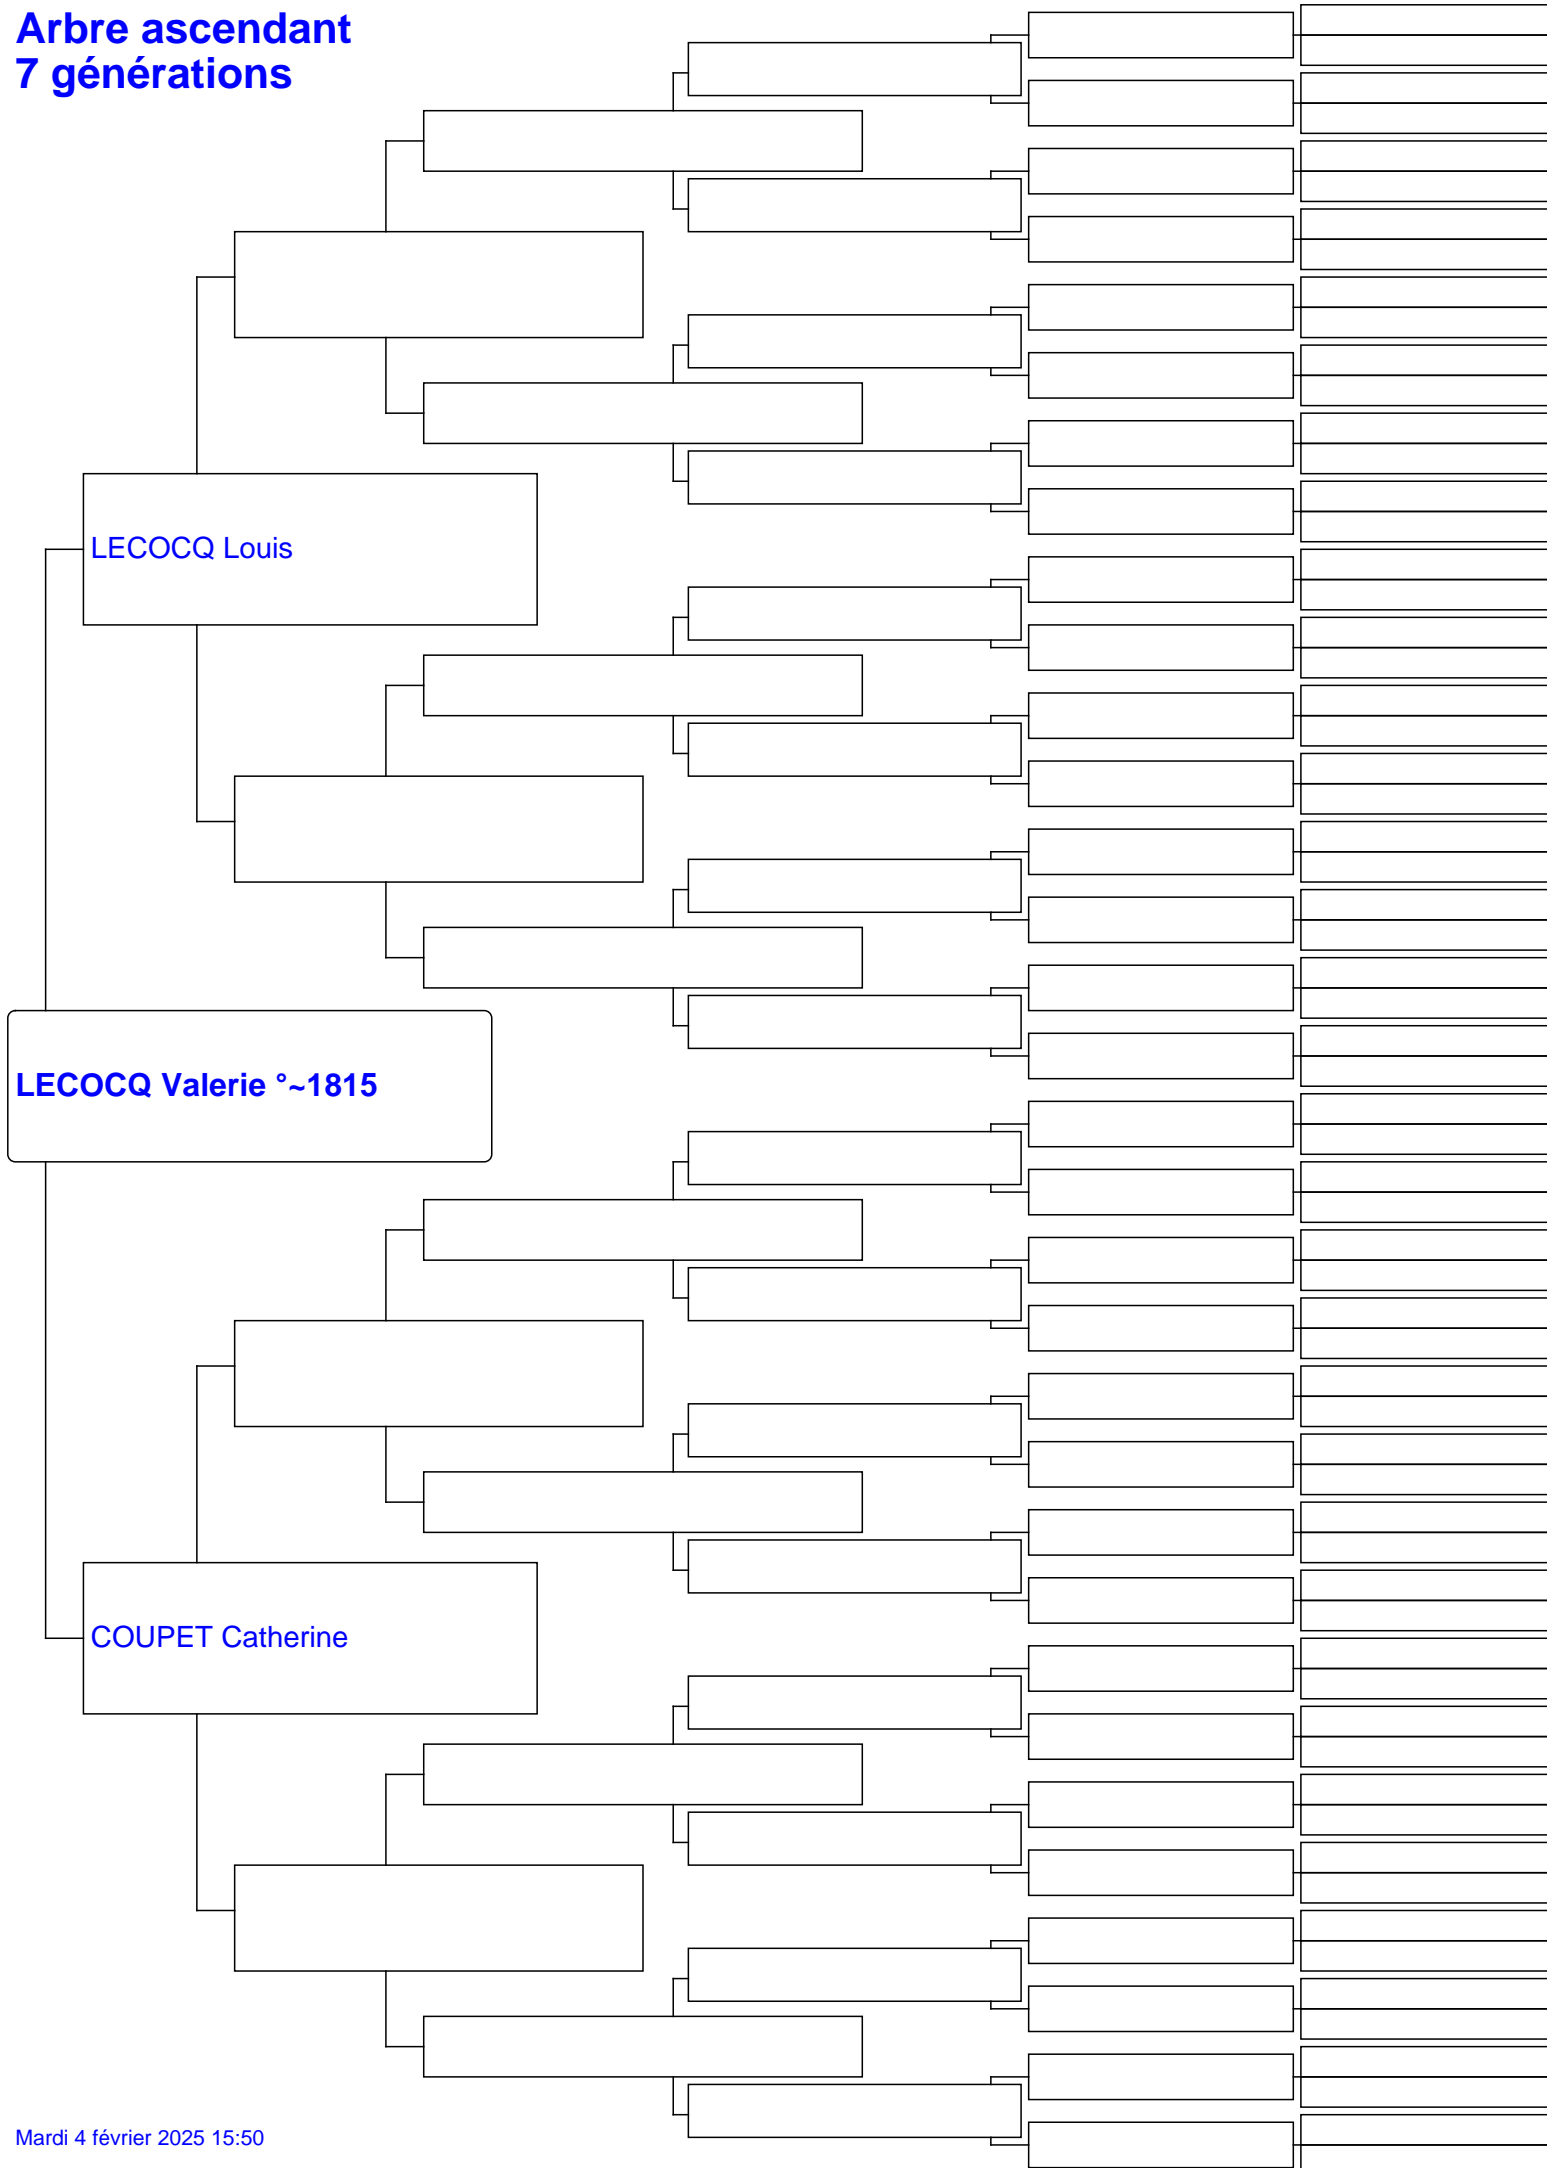 Arbre ascendant
7 générations
LECOCQ Louis
LECOCQ Valerie °~1815
COUPET Catherine
Mardi 4 février 2025 15:50